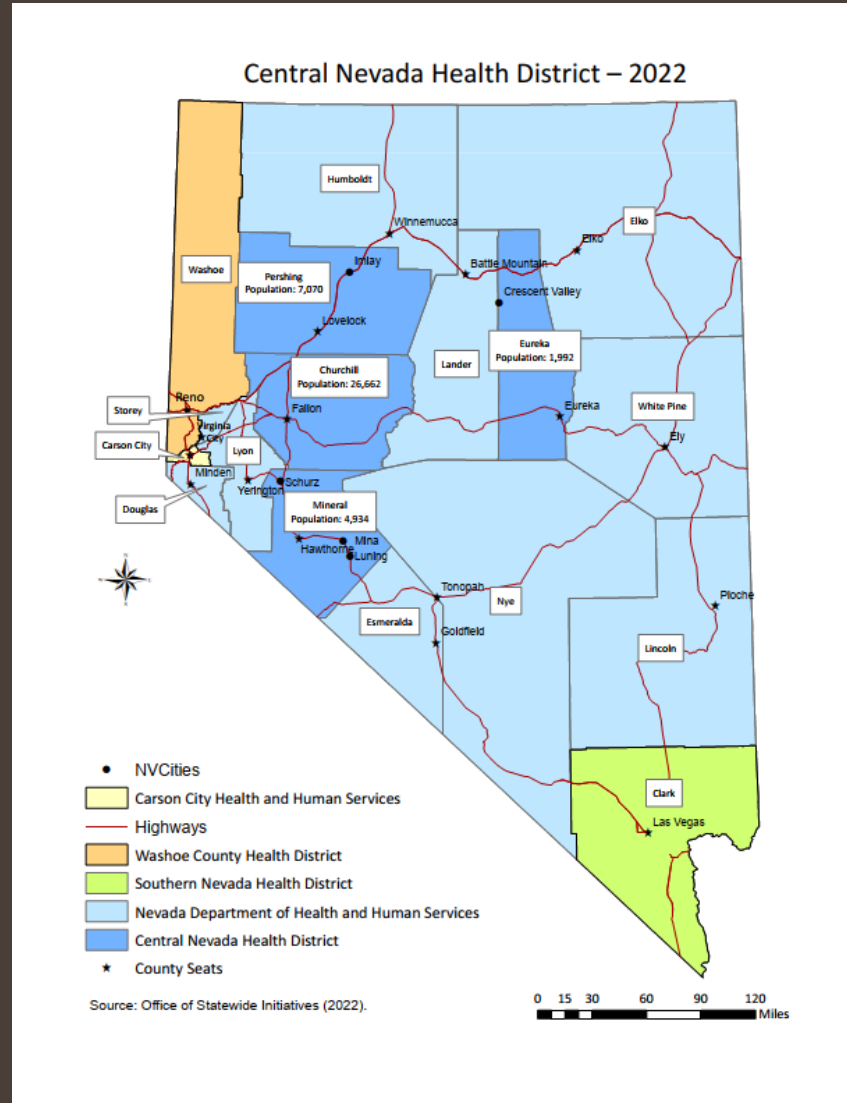 Central Nevada Health District – 2022
Humboldt
Winnemucca
Elko
Elko
Washoe
Imlay
Battle Mountain
Pershing
Population: 7,070
Crescent Valley
Lovelock
Eureka
Population: 1,992
Lander
Churchill
Population: 26,662
Reno
Storey
Fallon
Eureka
White Pine
Virginia
City
Carson City
Lyon
Ely
Minden
Yerington
Schurz
Douglas
Mineral
Population: 4,934
Hawthorne
Mina
Luning
N
W
E
S
Tonopah
Nye
Pioche
Esmeralda
Goldfield
Lincoln
Clark
Las Vegas
NVCities
Carson City Health and Human Services
Highways
Washoe County Health District
Southern Nevada Health District
Nevada Department of Health and Human Services
Central Nevada Health District
County Seats
Source: Office of Statewide Initiatives (2022).
0 15 30 60 90 120
Miles